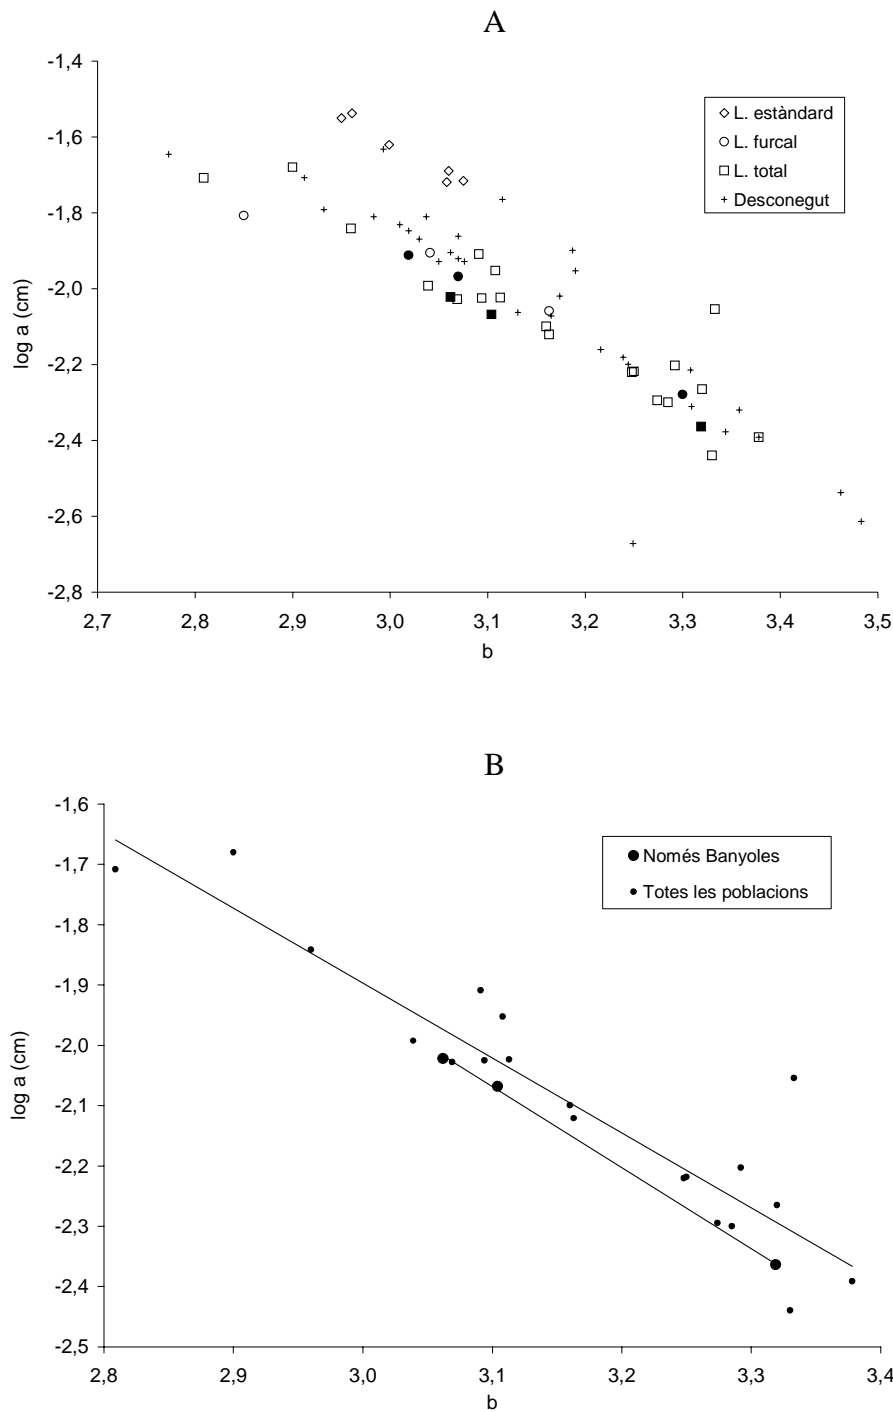 A
-1,4
-1,6
-1,8
-2,0
-2,2
-2,4
-2,6
-2,8
log a (cm)
L. estàndard
L. furcal
L. total
Desconegut
2,7 2,8 2,9 3,0 3,1 3,2 3,3 3,4 3,5
b
B
-1,6
-1,7
-1,8
-1,9
-2,0
-2,1
-2,2
-2,3
-2,4
-2,5
log a (cm)
Només Banyoles
Totes les poblacions
2,8 2,9 3,0 3,1 3,2 3,3 3,4
b